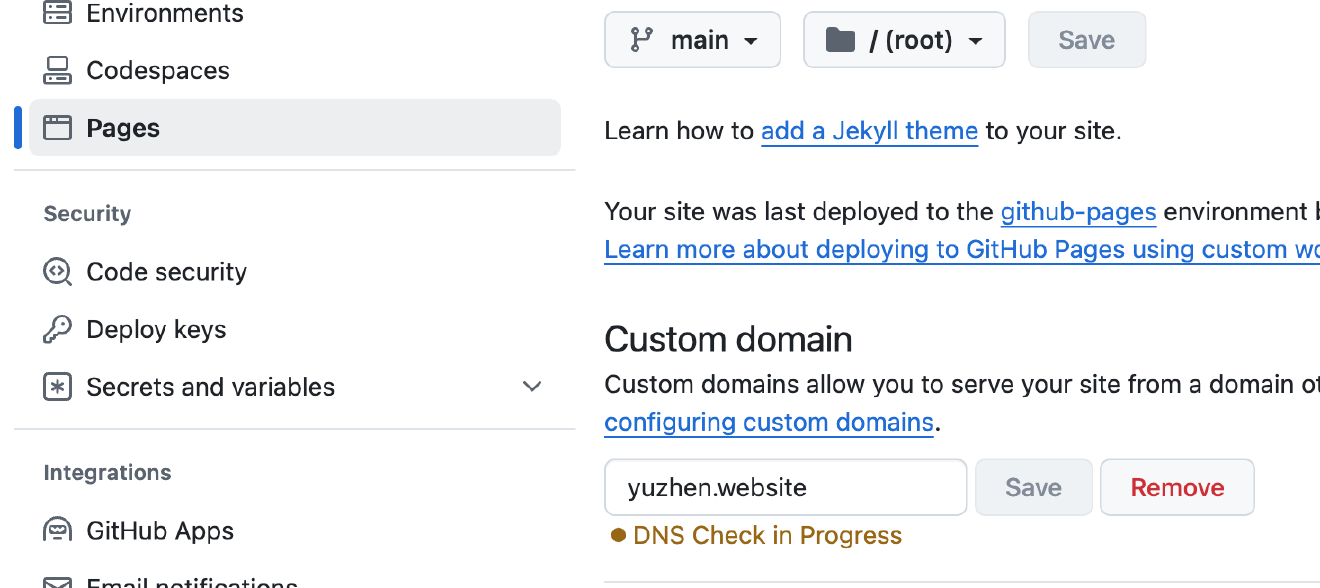 Environments
Codespaces
Pages
Security
Code security
Deploy keys
Secrets and variables
Integrations
GitHub Apps
Email notifications
main / (root) Save
Learn how to add a Jekyll theme to your site.
Your site was last deployed to the github-pages environment
Learn more about deploying to GitHub Pages using custom
Custom domain
Custom domains allow you to serve your site from a domain
configuring custom domains.
yuzhen.website Save Remove
DNS Check in Progress